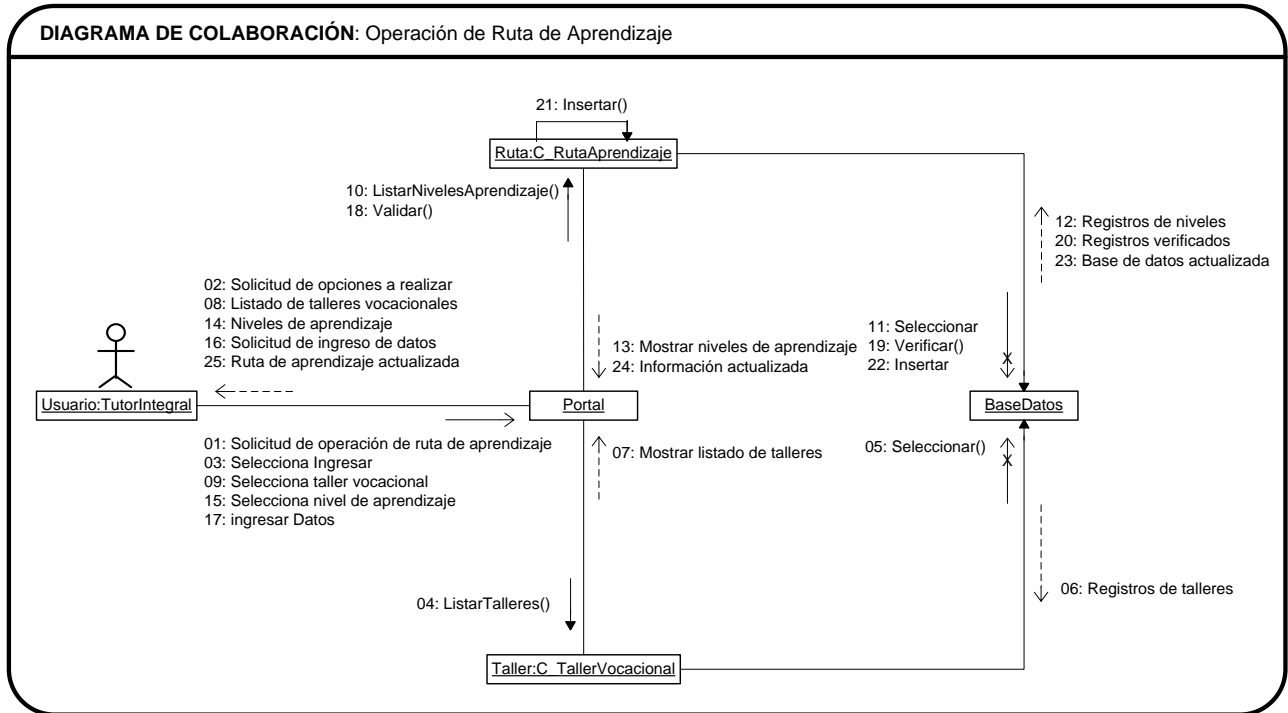 DIAGRAMA DE COLABORACIÓN: Operación de Ruta de Aprendizaje
21: Insertar()
Ruta:C_RutaAprendizaje
10: ListarNivelesAprendizaje()
18: Validar()
12: Registros de niveles
20: Registros verificados
23: Base de datos actualizada
02: Solicitud de opciones a realizar
08: Listado de talleres vocacionales
14: Niveles de aprendizaje
16: Solicitud de ingreso de datos
25: Ruta de aprendizaje actualizada
13: Mostrar niveles de aprendizaje
24: Información actualizada
11: Seleccionar
19: Verificar()
22: Insertar
X
Usuario:TutorIntegral
Portal
BaseDatos
01: Solicitud de operación de ruta de aprendizaje
03: Selecciona Ingresar
09: Selecciona taller vocacional
15: Selecciona nivel de aprendizaje
17: ingresar Datos
07: Mostrar listado de talleres
05: Seleccionar()
X
04: ListarTalleres()
06: Registros de talleres
Taller:C_TallerVocacional